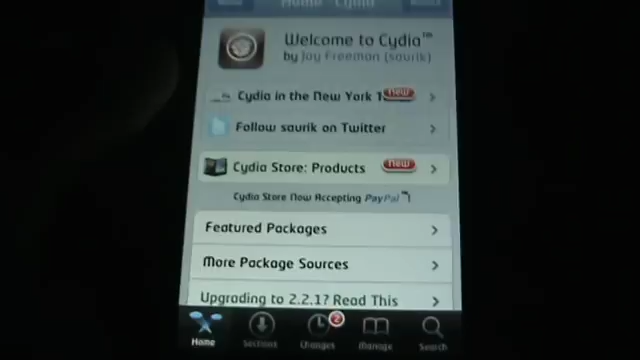 Home Cydia
Welcome to Cydia™
by Jay Freeman (saurik)
Cydia in the New York
New
Follow saurik on Twitter
Cydia Store: Products
New
Cydia Store Now Accepting PayPal™!
Featured Packages
More Package Sources
Upgrading to 2.2.1? Read This
2
Home
Sections
Changes
Manage
Search